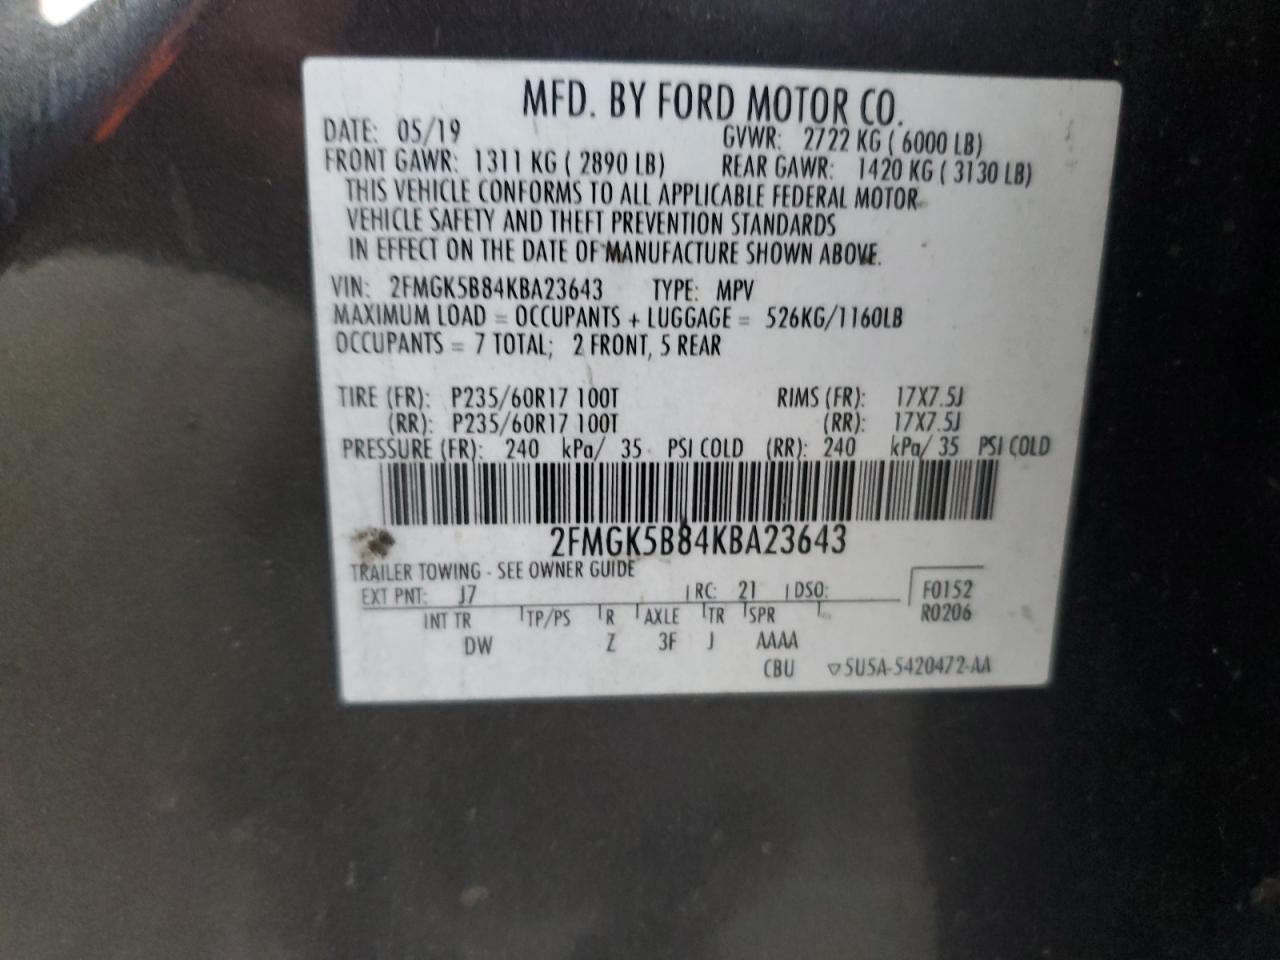 MFD. BY FORD MOTOR CO.
DATE: 05/19 GVWR: 2722 KG ( 6000 LB)
FRONT GAWR: 1311 KG ( 2890 LB) REAR GAWR: 1420 KG ( 3130 LB)
THIS VEHICLE CONFORMS TO ALL APPLICABLE FEDERAL MOTOR
VEHICLE SAFETY AND THEFT PREVENTION STANDARDS
IN EFFECT ON THE DATE OF MANUFACTURE SHOWN ABOVE.
VIN: 2FMGK5B84KBA23643 TYPE: MPV
MAXIMUM LOAD = OCCUPANTS + LUGGAGE = 526KG/1160LB
OCCUPANTS = 7 TOTAL; 2 FRONT, 5 REAR
TIRE (FR): P235/60R17 100T RIMS (FR): 17X7.5J
(RR): P235/60R17 100T (RR): 17X7.5J
PRESSURE (FR): 240 kPa/ 35 PSI COLD (RR): 240 kPa/ 35 PSI COLD
2FMGK5B84KBA23643
TRAILER TOWING - SEE OWNER GUIDE
EXT PNT: J7 RC: 21 DSO: F0152
INT TR TP/PS R AXLE TR SPR R0206
DW Z 3F J AAAA
CBU ▽5U5A-5420472-AA